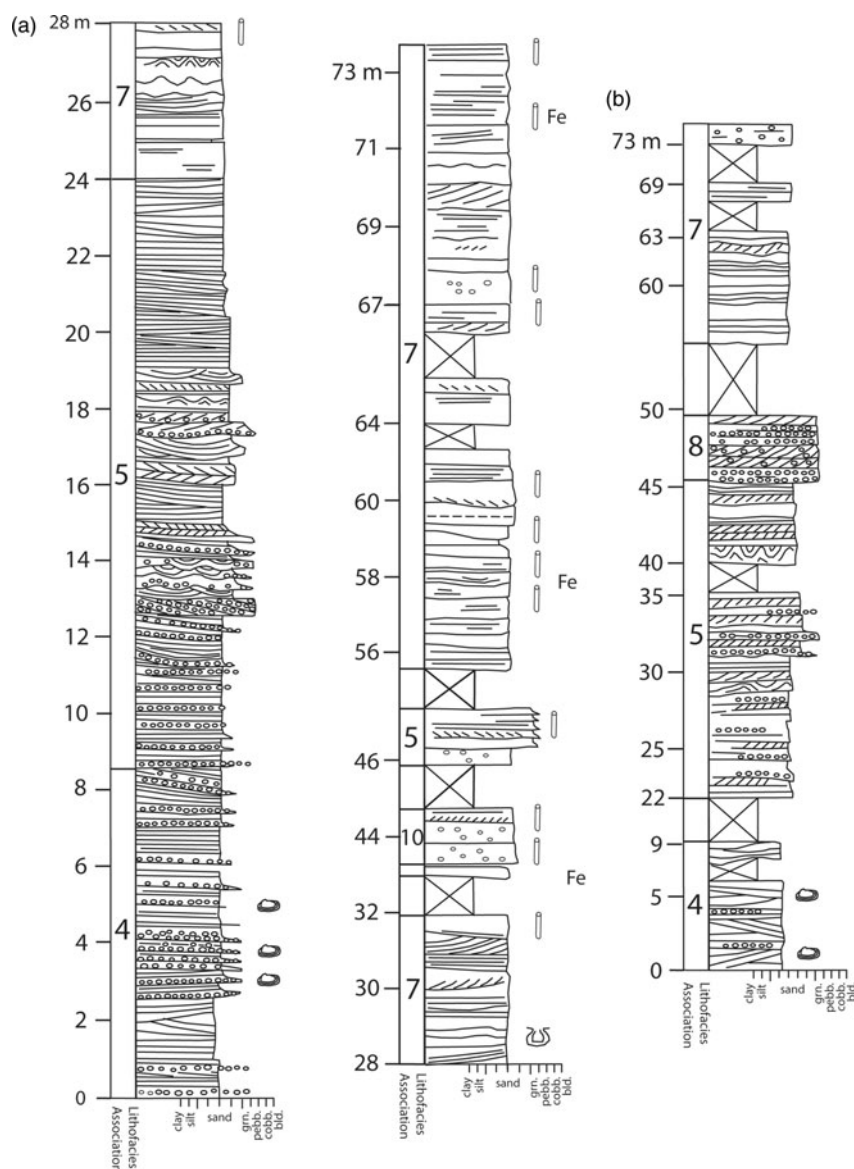 (a)
28 m
26
24
22
20
18
16
14
12
10
8
6
4
2
0
7
5
4
Lithofacies
Association
clay
silt
sand
grn.
pebb.
cobb.
bld
73 m
71
69
67
64
60
58
56
46
44
32
30
28
7
5
10
7
Fe
Fe
Fe
Lithofacies
Association
clay
silt
sand
grn.
pebb.
cobb.
bld
(b)
73 m
69
63
60
50
45
40
35
30
25
22
9
5
0
7
8
5
4
Lithofacies
Association
clay
silt
sand
grn.
pebb.
cobb.
bld